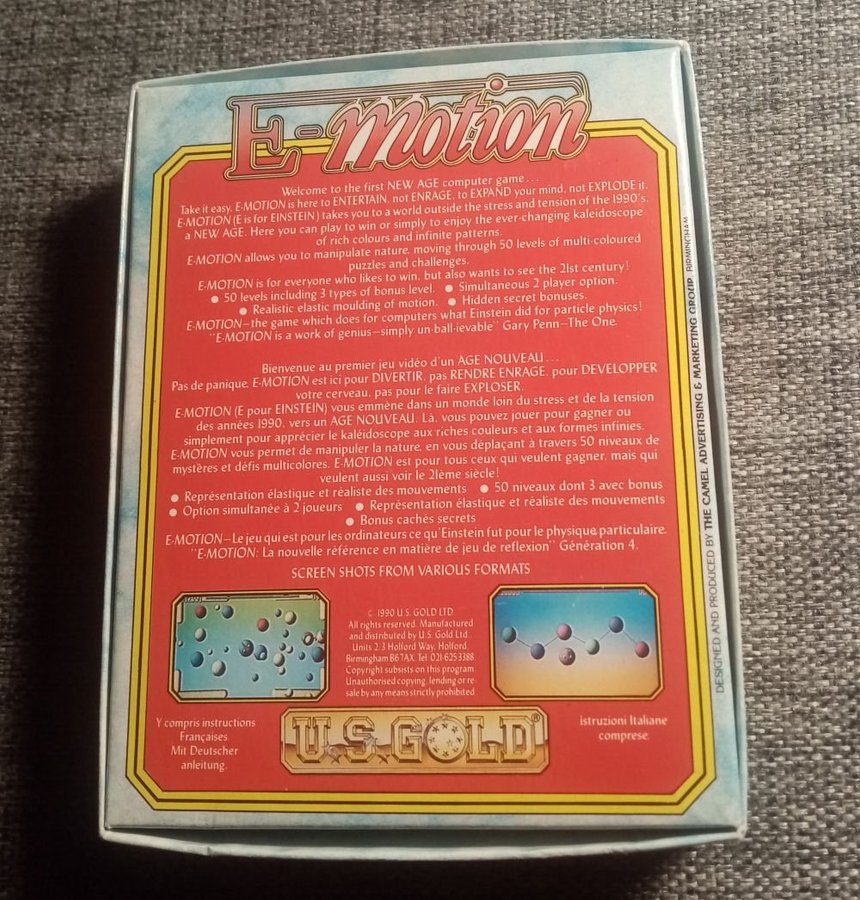 E-Motion
Welcome to the first NEW AGE computer game...
Take it easy, E-MOTION is here to ENTERTAIN, not ENRAGE, to EXPAND your mind, not EXPLODE it.
E-MOTION (E is for EINSTEIN) takes you to a world outside the stress and tension of the 1990's.
a NEW AGE. Here you can play to win or simply to enjoy the ever-changing kaleidoscope
of rich colours and infinite patterns.
E-MOTION allows you to manipulate nature, moving through 50 levels of multi-coloured
puzzles and challenges.
E-MOTION is for everyone who likes to win, but also wants to see the 21st century!
● 50 levels including 3 types of bonus level. ● Simultaneous 2 player option.
● Realistic elastic moulding of motion. ● Hidden secret bonuses.
E-MOTION—the game which does for computers what Einstein did for particle physics!
"E-MOTION is a work of genius—simply un-ball-ievable" Gary Penn—The One.
Bienvenue au premier jeu vidéo d'un AGE NOUVEAU...
Pas de panique, E-MOTION est ici pour DIVERTIR, pas RENDRE ENRAGE, pour DEVELOPPER
votre cerveau, pas pour le faire EXPLOSER.
E-MOTION (E pour EINSTEIN) vous emmène dans un monde loin du stress et de la tension
des années 1990, vers un AGE NOUVEAU. Là, vous pouvez jouer pour gagner ou
simplement pour apprécier le kaléidoscope aux riches couleurs et aux formes infinies.
E-MOTION vous permet de manipuler la nature, en vous déplaçant à travers 50 niveaux de
mystères et défis multicolores. E-MOTION est pour tous ceux qui veulent gagner, mais qui
veulent aussi voir le 21ème siècle!
● Représentation élastique et réaliste des mouvements ● 50 niveaux dont 3 avec bonus
● Option simultanée à 2 joueurs ● Représentation élastique et réaliste des mouvements
● Bonus cachés secrets
E-MOTION—Le jeu qui est pour les ordinateurs ce qu'Einstein fut pour le physique particulaire.
"E-MOTION: La nouvelle référence en matière de jeu de reflexion" Génération 4.
SCREEN SHOTS FROM VARIOUS FORMATS
© 1990 U.S. GOLD LTD.
All rights reserved. Manufactured
and distributed by U.S. Gold Ltd.,
Units 2/3 Holford Way, Holford,
Birmingham B6 7AX. Tel: 021-625 3388.
Copyright subsists on this program.
Unauthorised copying, lending or re-
sale by any means strictly prohibited.
Y compris instructions
Françaises.
Mit Deutscher
anleitung.
U.S. GOLD®
istruzioni Italiane
comprese.
DESIGNED AND PRODUCED BY THE CAMEL ADVERTISING & MARKETING GROUP, BIRMINGHAM